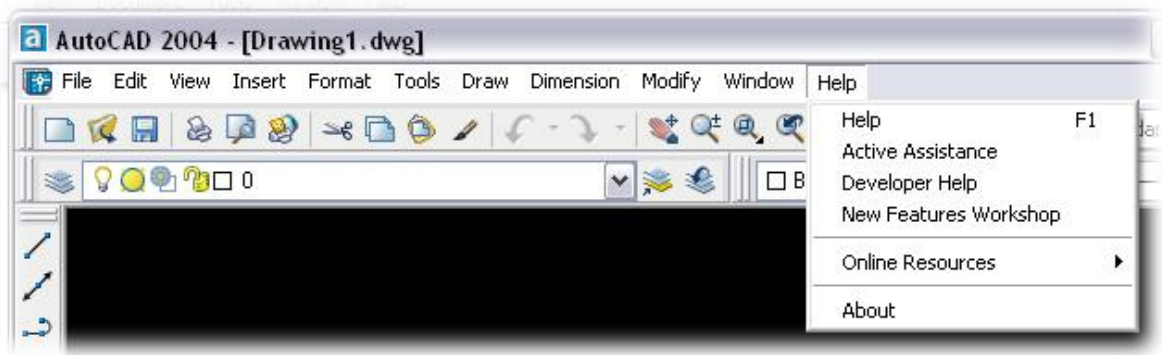 AutoCAD 2004 - [Drawing1.dwg]
File Edit View Insert Format Tools Draw Dimension Modify Window Help
Help F1
Active Assistance
0
B
Developer Help
New Features Workshop
Online Resources
About